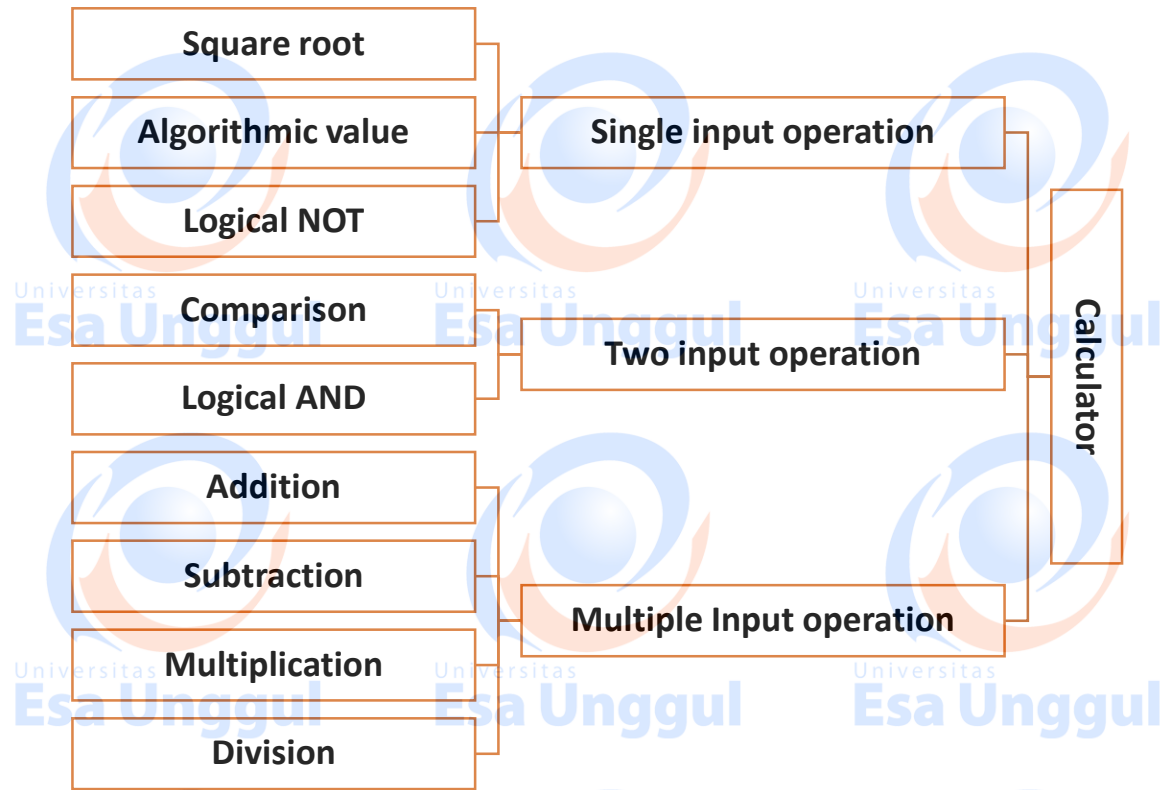 Square root
Algorithmic value
Single input operation
Logical NOT
Comparison
Two input operation
Logical AND
Calculator
Addition
Subtraction
Multiple Input operation
Multiplication
Division
Universitas
Esa Unggul
Universitas
Esa Unggul
Universitas
Esa Unggul
Universitas
Esa Unggul
Universitas
Esa Unggul
Universitas
Esa Unggul